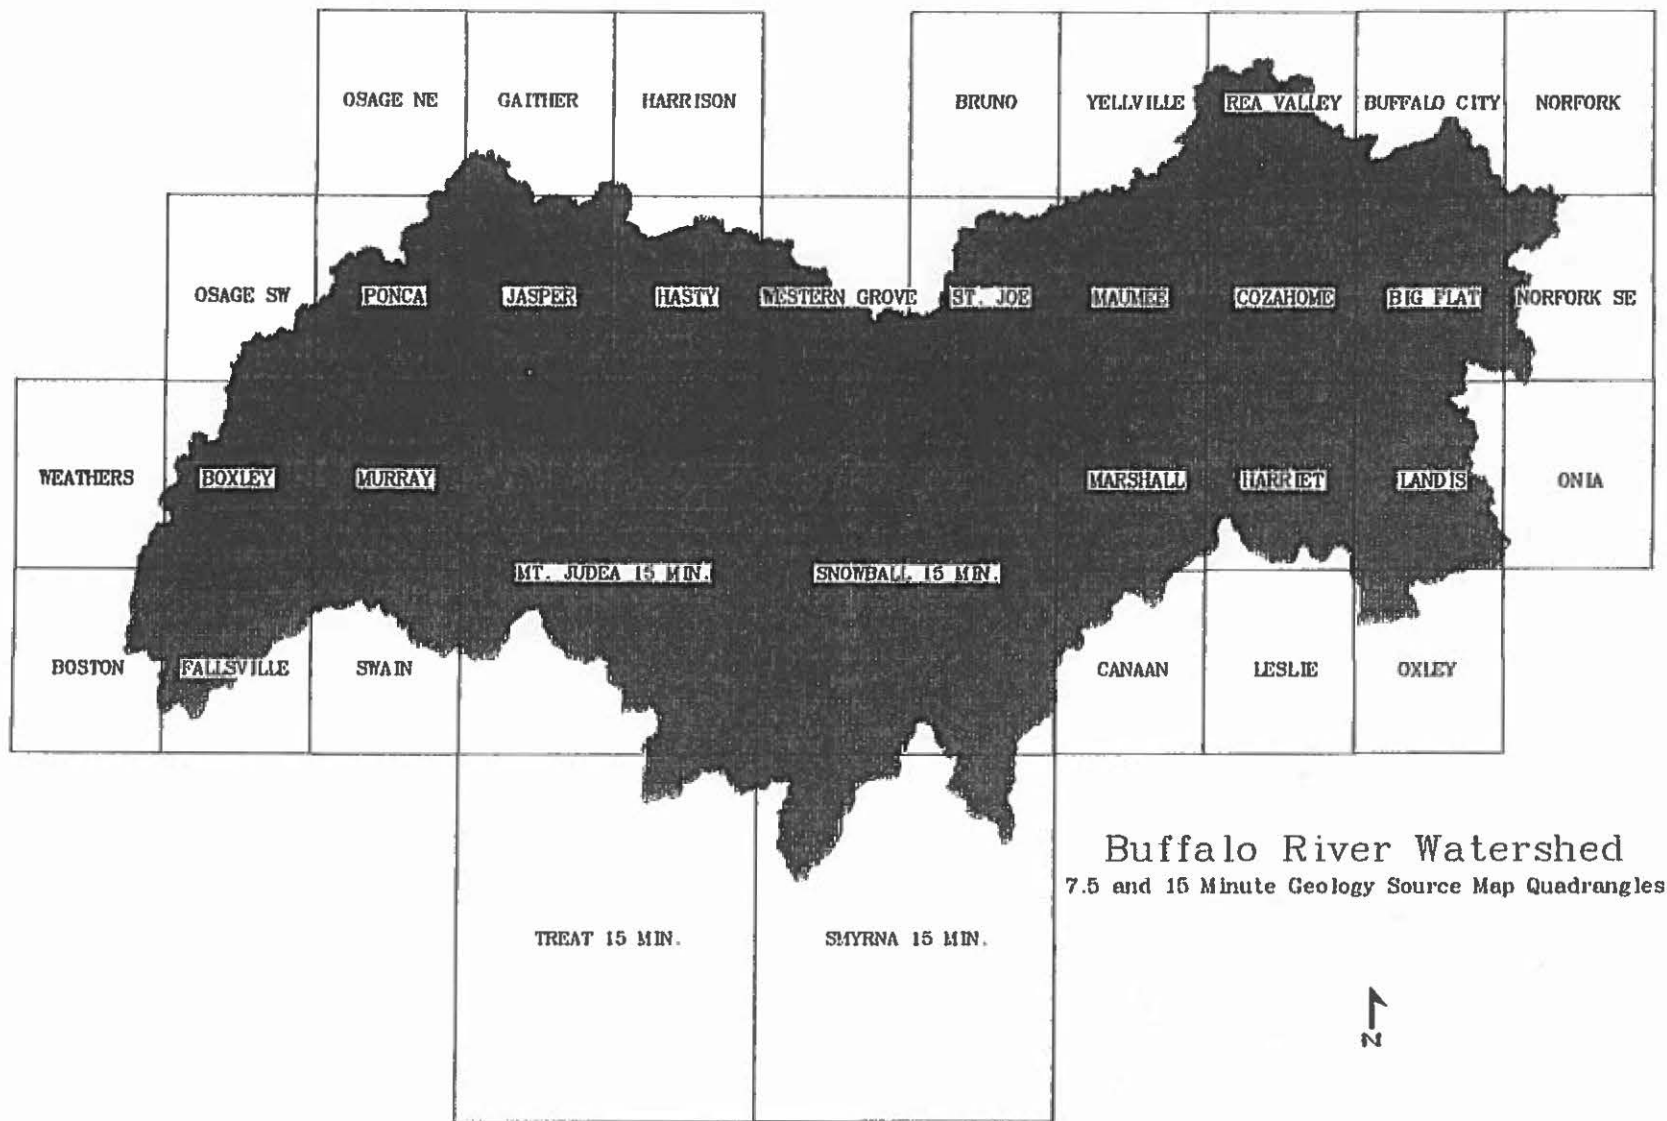 OSAGE NE
GAITHER
HARRISON
BRUNO
YELLVILLE
REA VALLEY
BUFFALO CITY
NORFORK
OSAGE SW
PONCA
JASPER
HASTY
WESTERN GROVE
ST. JOE
MAUMEE
COZAHOME
BIG FLAT
NORFORK SE
WEATHERS
BOXLEY
MURRAY
MARSHALL
HARRIET
LANDIS
ONIA
MT. JUDEA 15 MIN.
SNOWBALL 15 MIN.
BOSTON
FALLSVILLE
SWAIN
CANAAN
LESLIE
OXLEY
Buffalo River Watershed
7.5 and 15 Minute Geology Source Map Quadrangles
TREAT 15 MIN.
SMYRNA 15 MIN.
N